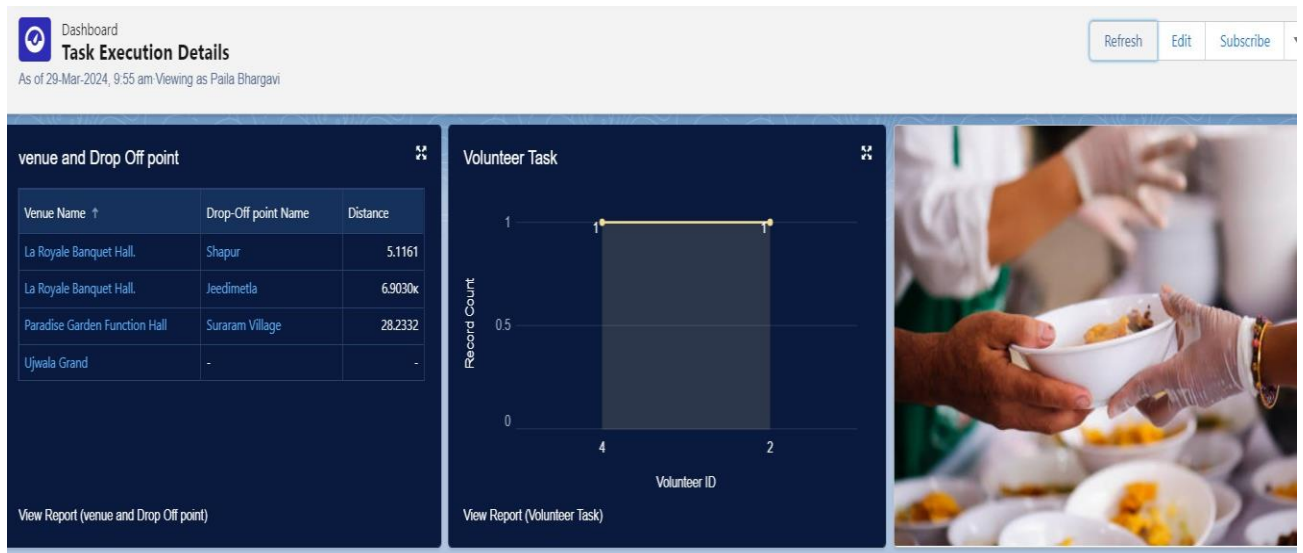 Dashboard
Task Execution Details
As of 29-Mar-2024, 9:55 am·Viewing as Paila Bhargavi
Refresh Edit Subscribe
venue and Drop Off point
Venue Name ↑ Drop-Off point Name Distance
La Royale Banquet Hall. Shapur 5.1161
La Royale Banquet Hall. Jeedimetla 6.9030K
Paradise Garden Function Hall Suraram Village 28.2332
Ujwala Grand - -
View Report (venue and Drop Off point)
Volunteer Task
Record Count
1
0.5
0
1 1
4 2
Volunteer ID
View Report (Volunteer Task)